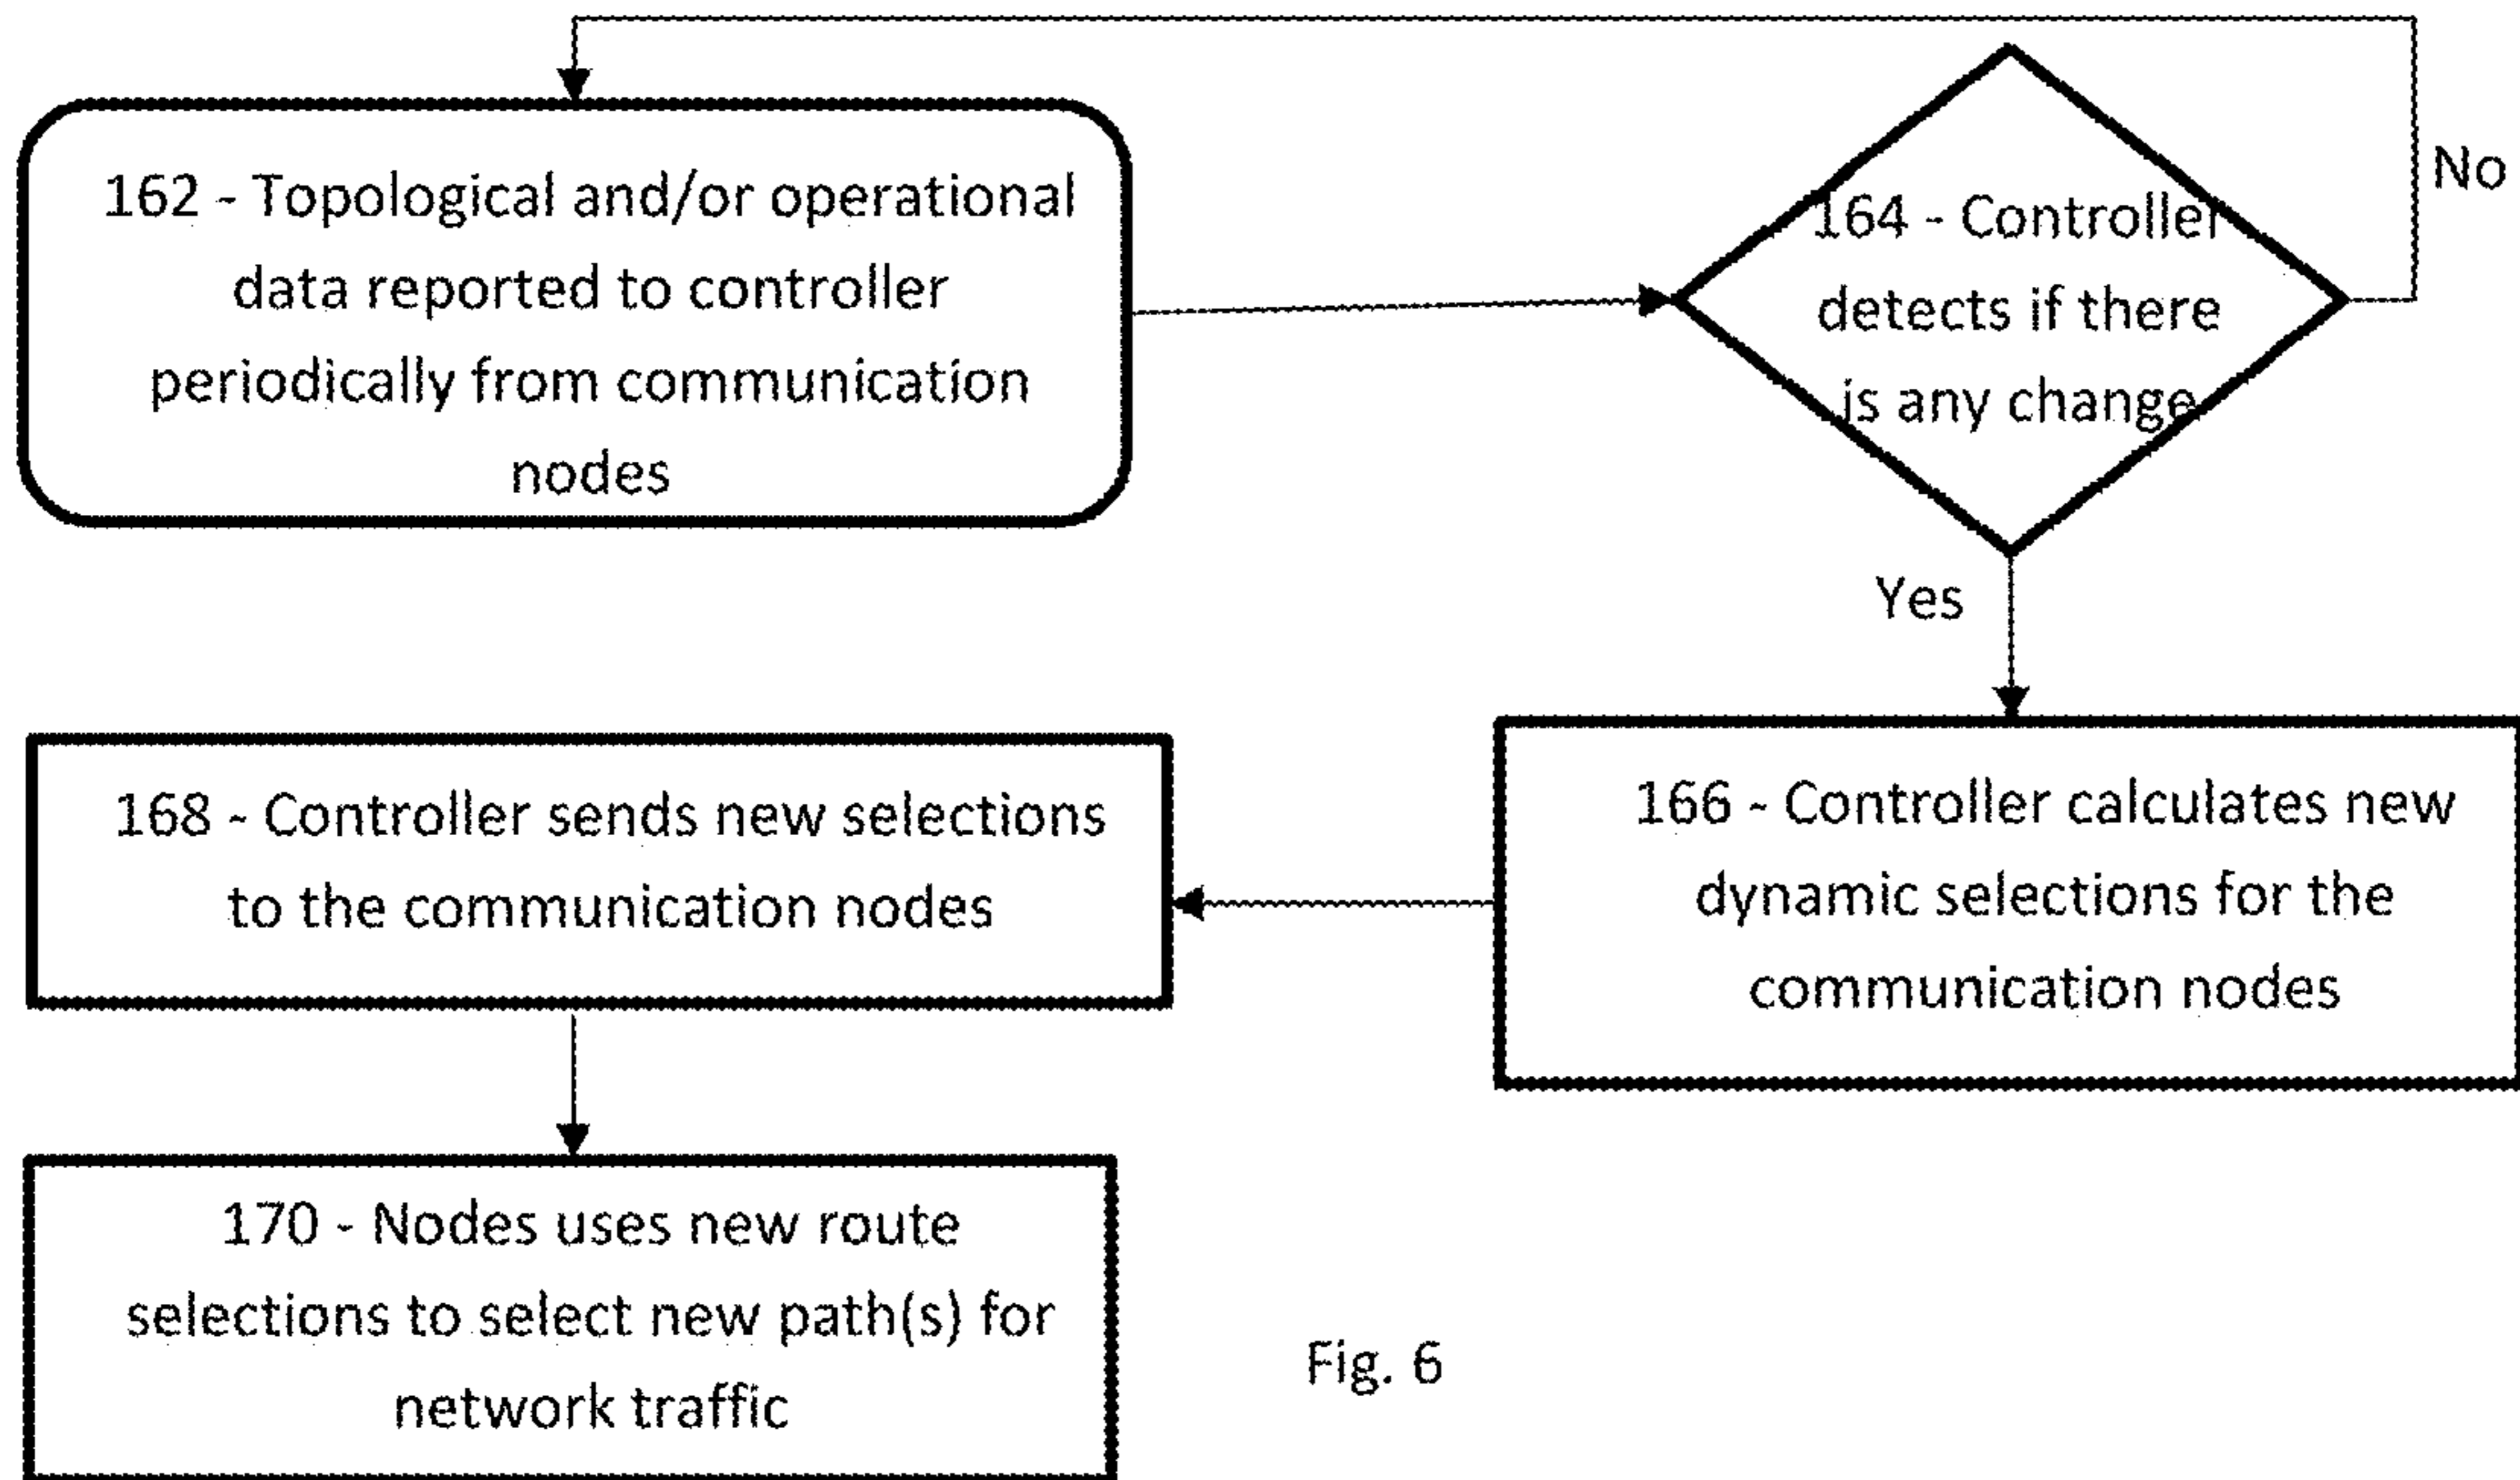 162 - Topological and/or operational
data reported to controller
periodically from communication
nodes
164 - Controller
detects if there
is any change
No
Yes
166 - Controller calculates new
dynamic selections for the
communication nodes
168 - Controller sends new selections
to the communication nodes
170 - Nodes uses new route
selections to select new path(s) for
network traffic
Fig. 6